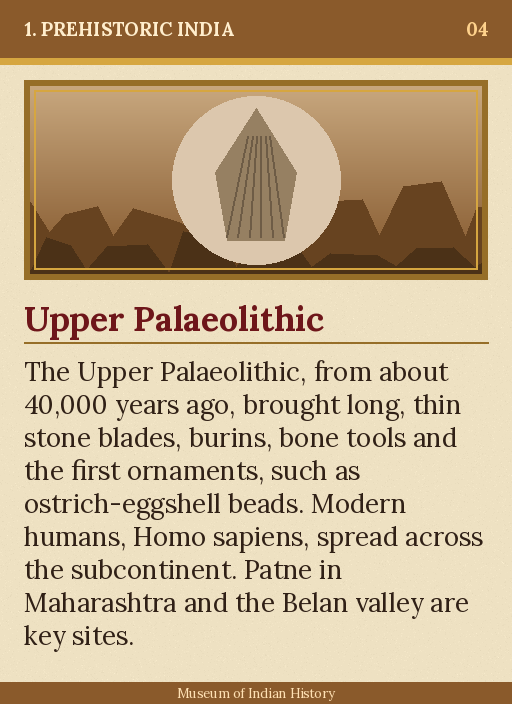 1. PREHISTORIC INDIA
04
Upper Palaeolithic
The Upper Palaeolithic, from about
40,000 years ago, brought long, thin
stone blades, burins, bone tools and
the first ornaments, such as
ostrich-eggshell beads. Modern
humans, Homo sapiens, spread across
the subcontinent. Patne in
Maharashtra and the Belan valley are
key sites.
Museum of Indian History